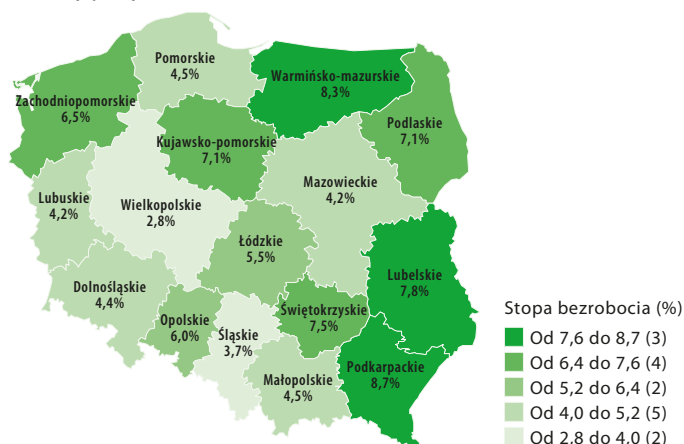 Pomorskie
4,5%
Warmińsko-mazurskie
8,3%
Zachodniopomorskie
6,5%
Podlaskie
7,1%
Kujawsko-pomorskie
7,1%
Mazowieckie
4,2%
Lubuskie
4,2%
Wielkopolskie
2,8%
Łódzkie
5,5%
Lubelskie
7,8%
Dolnośląskie
4,4%
Opolskie
6,0%
Śląskie
3,7%
Świętokrzyskie
7,5%
Małopolskie
4,5%
Podkarpackie
8,7%
Stopa bezrobocia (%)
Od 7,6 do 8,7 (3)
Od 6,4 do 7,6 (4)
Od 5,2 do 6,4 (2)
Od 4,0 do 5,2 (5)
Od 2,8 do 4,0 (2)